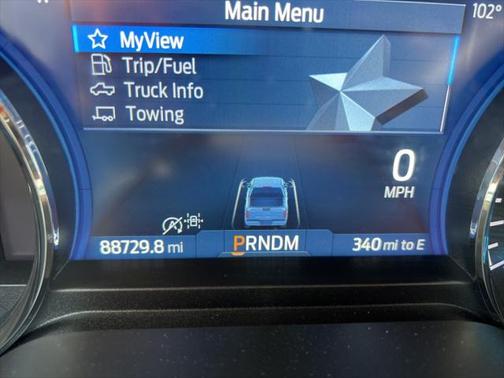 Main Menu
102°
MyView
Trip/Fuel
Truck Info
Towing
0
MPH
88729.8 mi
PRNDM
340 mi to E